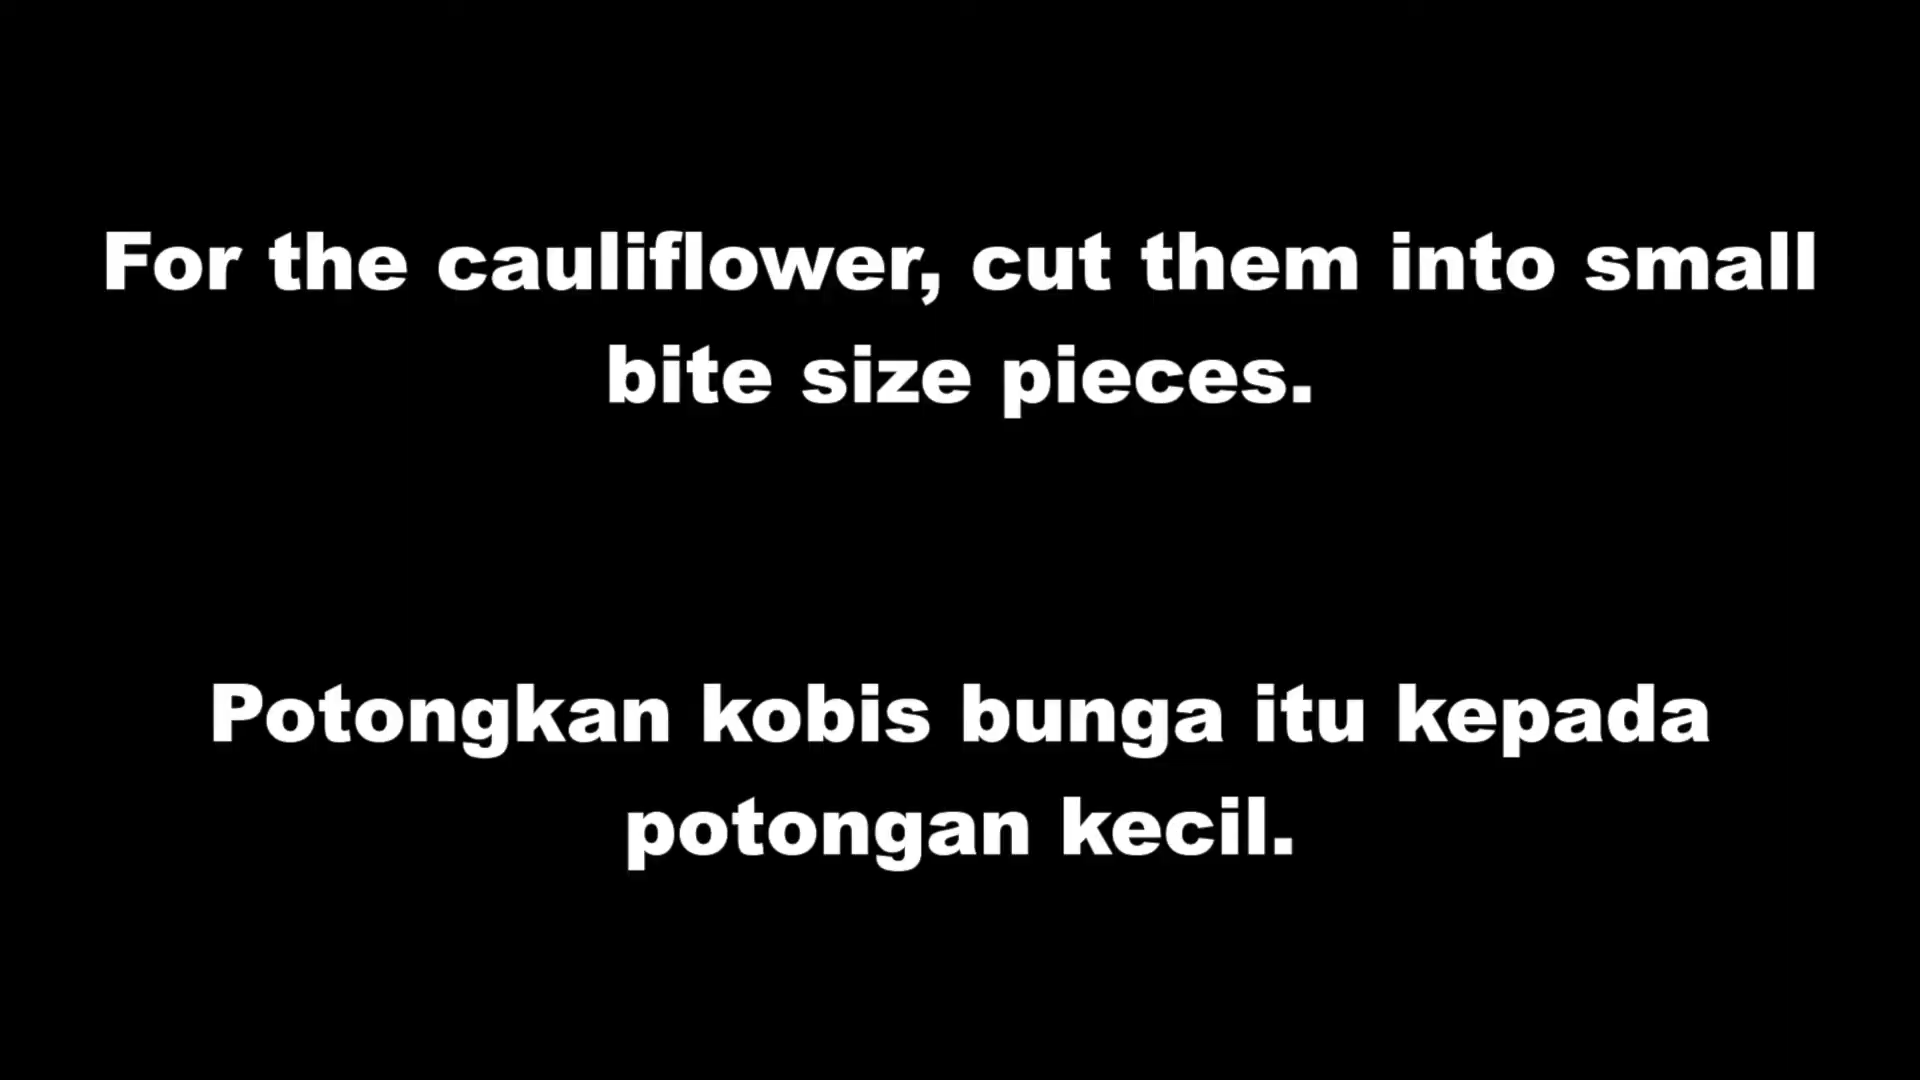 For the cauliflower, cut them into small
bite size pieces.
Potongkan kobis bunga itu kepada
potongan kecil.